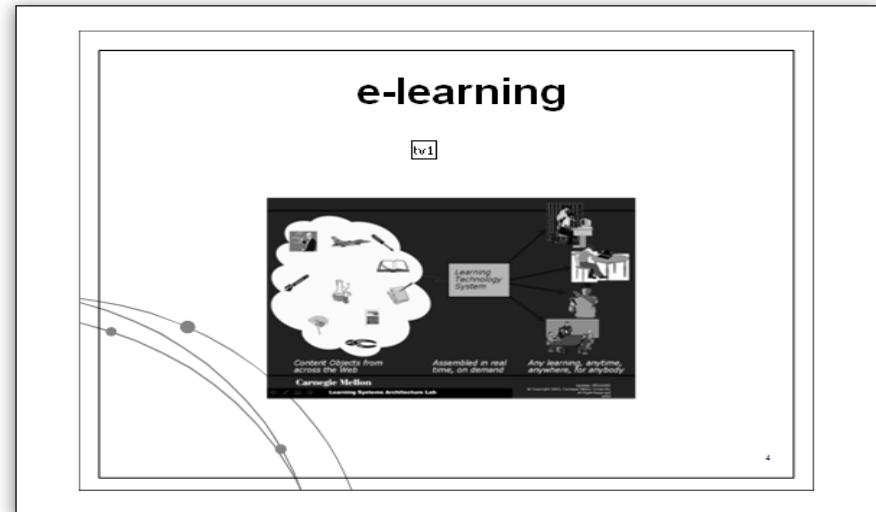 e-learning
tv1
Learning
Technology
System
Content Objects from
across the Web
Assembled in real
time, on demand
Any learning, anytime,
anywhere, for anybody
Carnegie Mellon
Learning Systems Architecture Lab
4